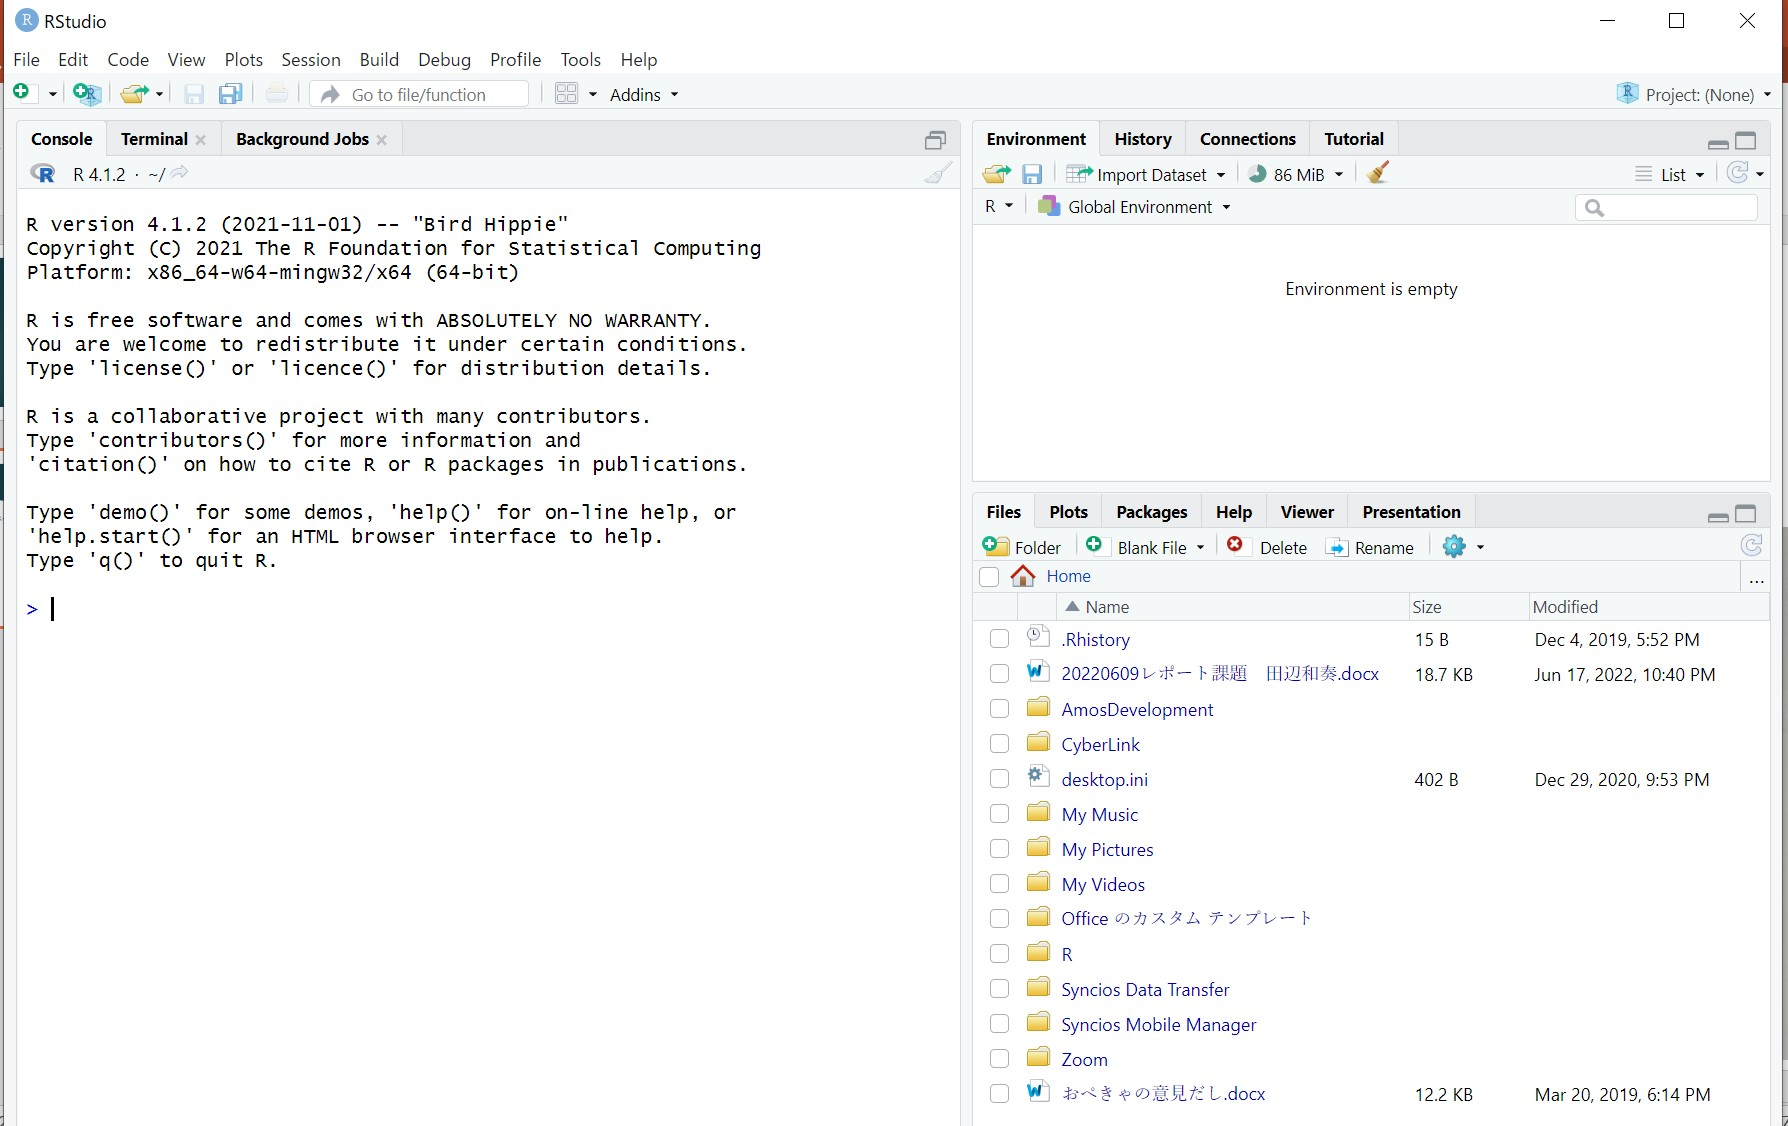 RStudio
File Edit Code View Plots Session Build Debug Profile Tools Help
Go to file/function Addins Project: (None)
Console Terminal Background Jobs
R 4.1.2 · ~/
R version 4.1.2 (2021-11-01) -- "Bird Hippie"
Copyright (C) 2021 The R Foundation for Statistical Computing
Platform: x86_64-w64-mingw32/x64 (64-bit)
R is free software and comes with ABSOLUTELY NO WARRANTY.
You are welcome to redistribute it under certain conditions.
Type 'license()' or 'licence()' for distribution details.
R is a collaborative project with many contributors.
Type 'contributors()' for more information and
'citation()' on how to cite R or R packages in publications.
Type 'demo()' for some demos, 'help()' for on-line help, or
'help.start()' for an HTML browser interface to help.
Type 'q()' to quit R.
>
Environment History Connections Tutorial
Import Dataset 86 MiB List
R Global Environment
Environment is empty
Files Plots Packages Help Viewer Presentation
Folder Blank File Delete Rename
Home ...
Name Size Modified
.Rhistory 15 B Dec 4, 2019, 5:52 PM
20220609レポート課題　田辺和奏.docx 18.7 KB Jun 17, 2022, 10:40 PM
AmosDevelopment
CyberLink
desktop.ini 402 B Dec 29, 2020, 9:53 PM
My Music
My Pictures
My Videos
Office のカスタム テンプレート
R
Syncios Data Transfer
Syncios Mobile Manager
Zoom
おぺきゃの意見だし.docx 12.2 KB Mar 20, 2019, 6:14 PM